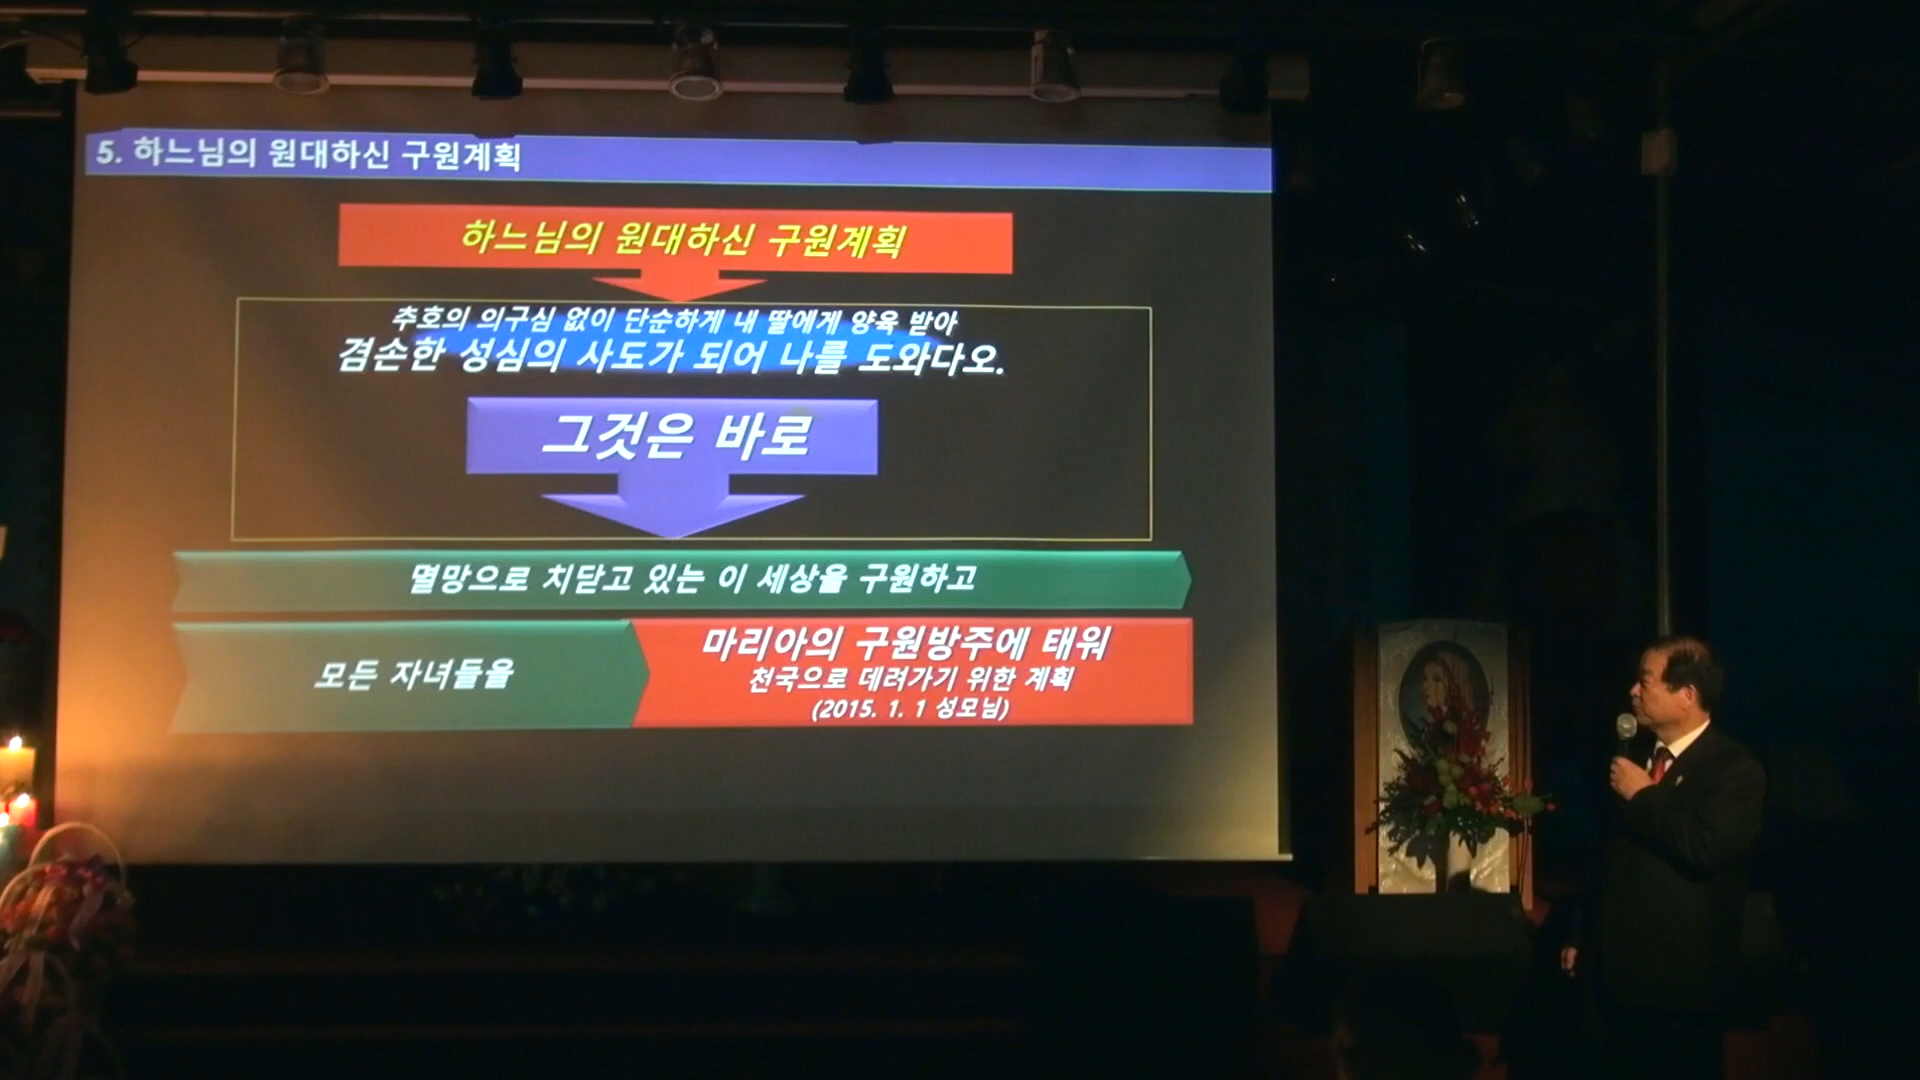 5. 하느님의 원대하신 구원계획
하느님의 원대하신 구원계획
추호의 의구심 없이 단순하게 내 딸에게 양육 받아
겸손한 성심의 사도가 되어 나를 도와다오.
그것은 바로
멸망으로 치닫고 있는 이 세상을 구원하고
모든 자녀들을
마리아의 구원방주에 태워
천국으로 데려가기 위한 계획
(2015. 1. 1 성모님)